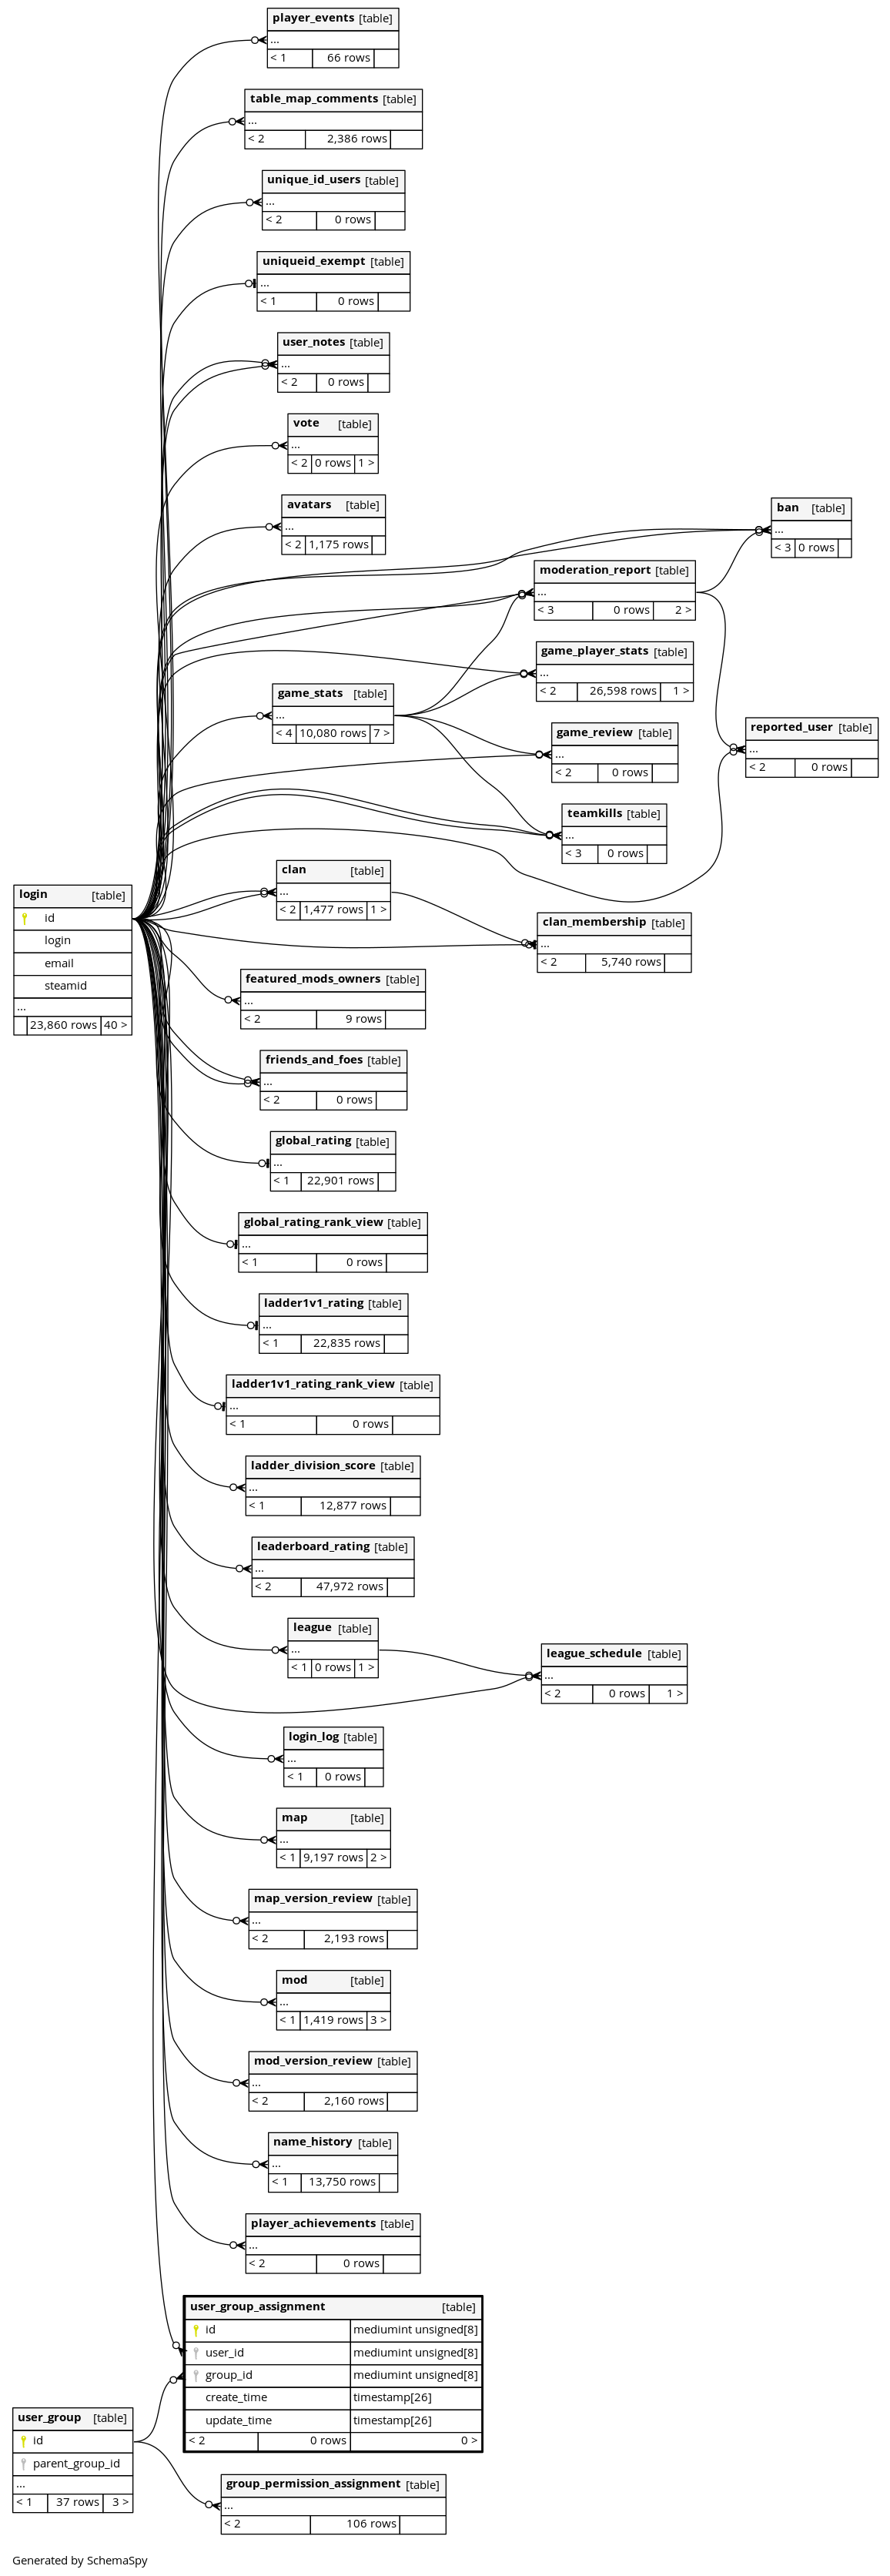 player_events [table]
...
< 1 66 rows
table_map_comments [table]
...
< 2 2,386 rows
unique_id_users [table]
...
< 2 0 rows
uniqueid_exempt [table]
...
< 1 0 rows
user_notes [table]
...
< 2 0 rows
vote [table]
...
< 2 0 rows 1 >
avatars [table]
...
< 2 1,175 rows
ban [table]
...
< 3 0 rows
moderation_report [table]
...
< 3 0 rows 2 >
game_player_stats [table]
...
< 2 26,598 rows 1 >
game_stats [table]
...
< 4 10,080 rows 7 >
game_review [table]
...
< 2 0 rows
reported_user [table]
...
< 2 0 rows
teamkills [table]
...
< 3 0 rows
clan [table]
...
< 2 1,477 rows 1 >
login [table]
id
login
email
steamid
...
23,860 rows 40 >
clan_membership [table]
...
< 2 5,740 rows
featured_mods_owners [table]
...
< 2 9 rows
friends_and_foes [table]
...
< 2 0 rows
global_rating [table]
...
< 1 22,901 rows
global_rating_rank_view [table]
...
< 1 0 rows
ladder1v1_rating [table]
...
< 1 22,835 rows
ladder1v1_rating_rank_view [table]
...
< 1 0 rows
ladder_division_score [table]
...
< 1 12,877 rows
leaderboard_rating [table]
...
< 2 47,972 rows
league [table]
...
< 1 0 rows 1 >
league_schedule [table]
...
< 2 0 rows 1 >
login_log [table]
...
< 1 0 rows
map [table]
...
< 1 9,197 rows 2 >
map_version_review [table]
...
< 2 2,193 rows
mod [table]
...
< 1 1,419 rows 3 >
mod_version_review [table]
...
< 2 2,160 rows
name_history [table]
...
< 1 13,750 rows
player_achievements [table]
...
< 2 0 rows
user_group_assignment [table]
id mediumint unsigned[8]
user_id mediumint unsigned[8]
group_id mediumint unsigned[8]
create_time timestamp[26]
update_time timestamp[26]
< 2 0 rows 0 >
user_group [table]
id
parent_group_id
...
< 1 37 rows 3 >
group_permission_assignment [table]
...
< 2 106 rows
Generated by SchemaSpy